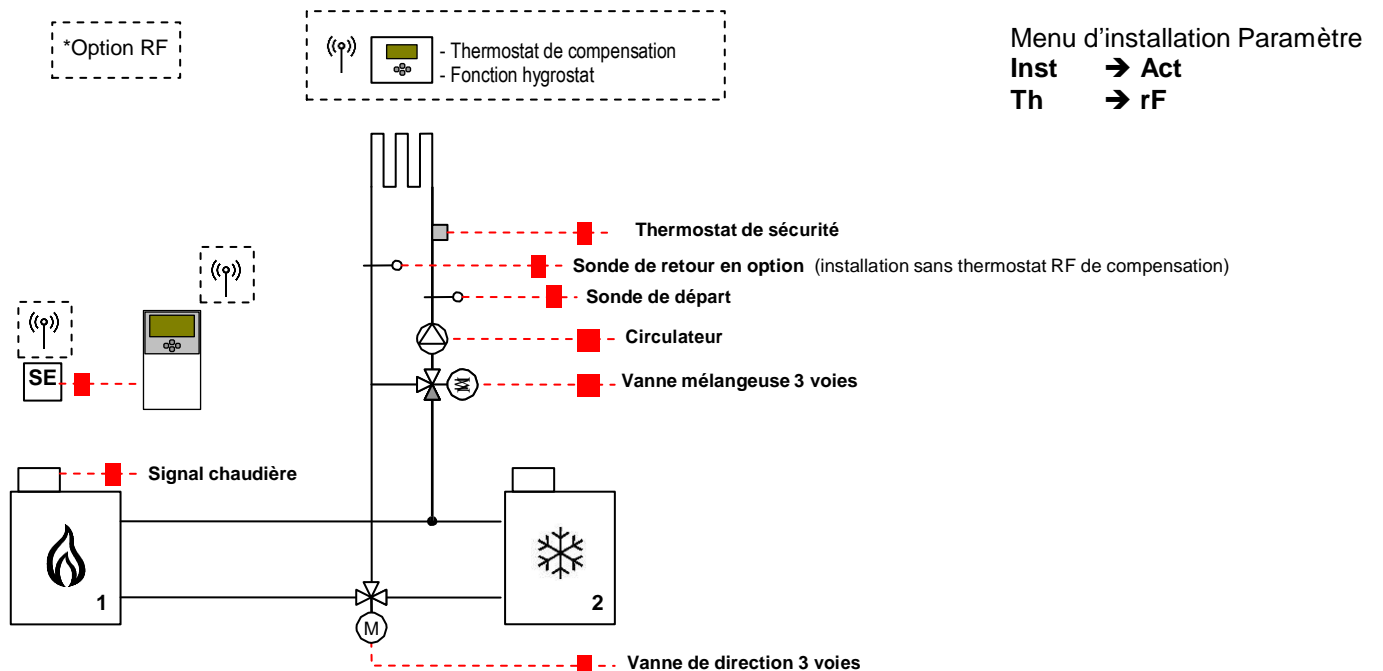 *Option RF
- Thermostat de compensation
- Fonction hygrostat
Menu d’installation Paramètre
Inst ➔ Act
Th ➔ rF
Thermostat de sécurité
Sonde de retour en option (installation sans thermostat RF de compensation)
Sonde de départ
Circulateur
Vanne mélangeuse 3 voies
SE
Signal chaudière
1
2
M
Vanne de direction 3 voies